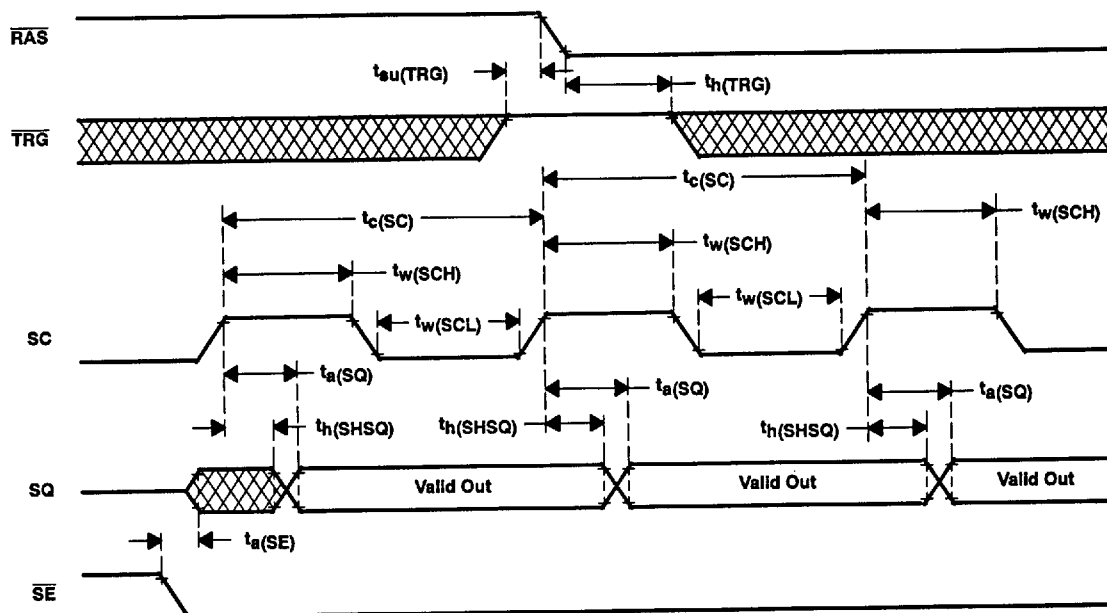 RAS
tsu(TRG)
th(TRG)
TRG
tc(SC)
tc(SC)
tw(SCH)
tw(SCH)
tw(SCH)
tw(SCL)
tw(SCL)
SC
ta(SQ)
ta(SQ)
ta(SQ)
th(SHSQ)
th(SHSQ)
th(SHSQ)
SQ
Valid Out
Valid Out
Valid Out
ta(SE)
SE